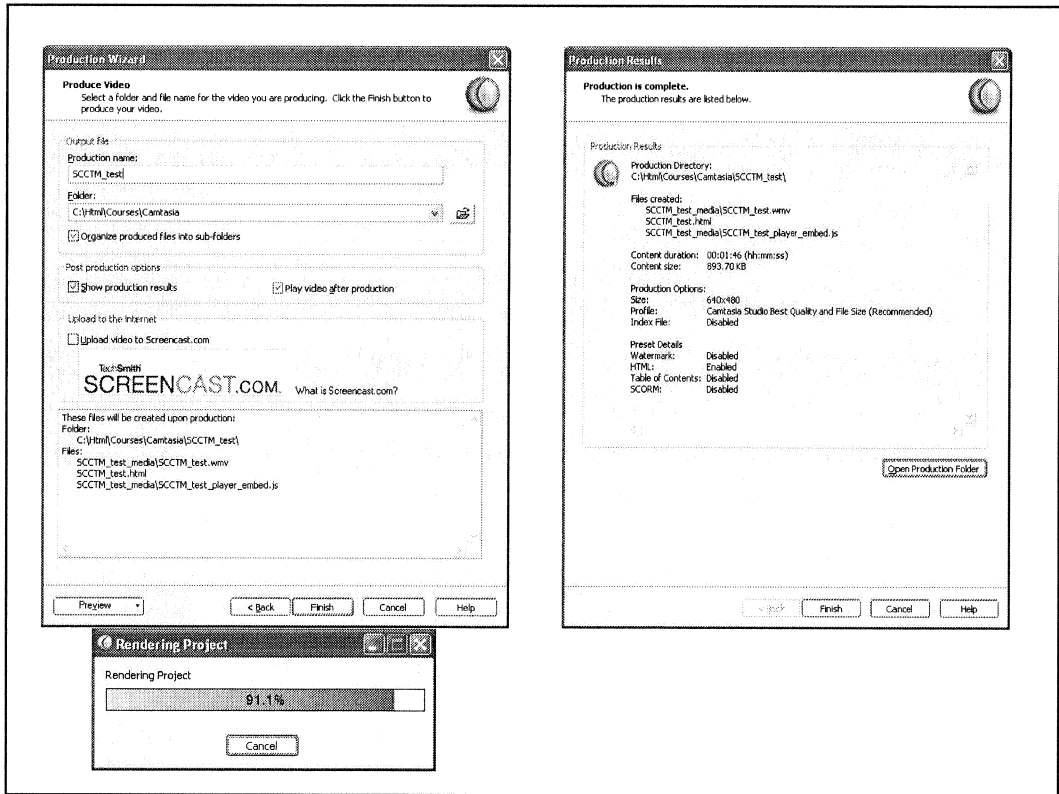 Production Wizard
Produce Video
Select a folder and file name for the video you are producing. Click the Finish button to
produce your video.
Output file
Production name:
SCCTM_test
Folder:
C:\Html\Courses\Camtasia
Organize produced files into sub-folders
Post production options
Show production results
Play video after production
Upload to the Internet
Upload video to Screencast.com
TechSmith
SCREENCAST.COM
What is Screencast.com?
These files will be created upon production:
Folder:
C:\Html\Courses\Camtasia\SCCTM_test\
Files:
SCCTM_test_media\SCCTM_test.wmv
SCCTM_test.html
SCCTM_test_media\SCCTM_test_player_embed.js
Preview
< Back
Finish
Cancel
Help
Rendering Project
Rendering Project
91.1%
Cancel
Production Results
Production is complete.
The production results are listed below.
Production Results
Production Directory:
C:\Html\Courses\Camtasia\SCCTM_test\
Files created:
SCCTM_test_media\SCCTM_test.wmv
SCCTM_test.html
SCCTM_test_media\SCCTM_test_player_embed.js
Content duration: 00:01:46 (hh:mm:ss)
Content size: 893.70 KB
Production Options:
Size: 640x480
Profile: Camtasia Studio Best Quality and File Size (Recommended)
Index File: Disabled
Preset Details
Watermark: Disabled
HTML: Enabled
Table of Contents: Disabled
SCORM: Disabled
Open Production Folder
< Back
Finish
Cancel
Help